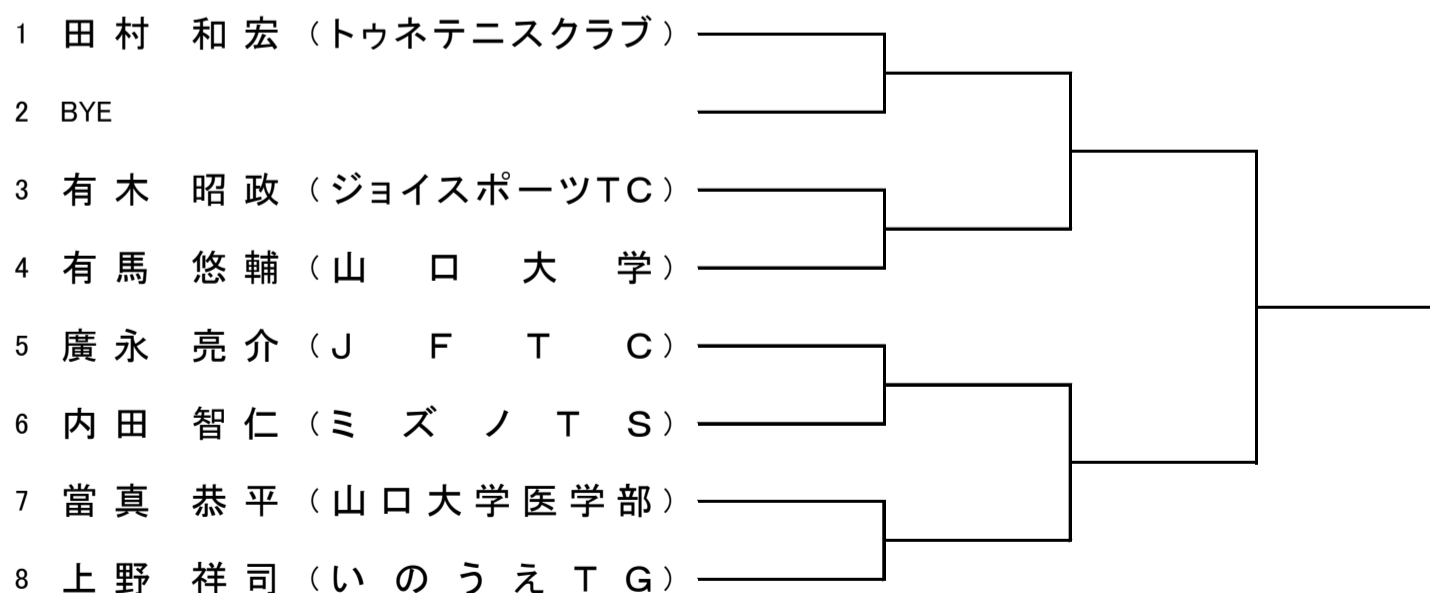 1 田村 和宏 （トゥネテニスクラブ）
2 BYE
3 有木 昭政 （ジョイスポーツTC）
4 有馬 悠輔 （山口大学）
5 廣永 亮介 （JFTC）
6 内田 智仁 （ミズノTS）
7 當真 恭平 （山口大学医学部）
8 上野 祥司 （いのうえTG）